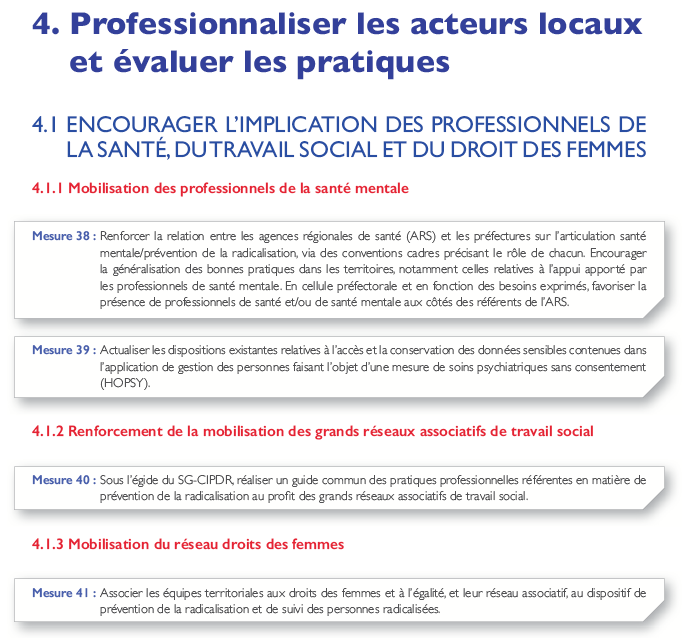 4. Professionnaliser les acteurs locaux
et évaluer les pratiques
4.1 ENCOURAGER L’IMPLICATION DES PROFESSIONNELS DE
LA SANTÉ, DU TRAVAIL SOCIAL ET DU DROIT DES FEMMES
4.1.1 Mobilisation des professionnels de la santé mentale
Mesure 38 : Renforcer la relation entre les agences régionales de santé (ARS) et les préfectures sur l’articulation santé
mentale/prévention de la radicalisation, via des conventions cadres précisant le rôle de chacun. Encourager
la généralisation des bonnes pratiques dans les territoires, notamment celles relatives à l’appui apporté par
les professionnels de santé mentale. En cellule préfectorale et en fonction des besoins exprimés, favoriser la
présence de professionnels de santé et/ou de santé mentale aux côtés des référents de l’ARS.
Mesure 39 : Actualiser les dispositions existantes relatives à l’accès et la conservation des données sensibles contenues dans
l’application de gestion des personnes faisant l’objet d’une mesure de soins psychiatriques sans consentement
(HOPSY).
4.1.2 Renforcement de la mobilisation des grands réseaux associatifs de travail social
Mesure 40 : Sous l’égide du SG-CIPDR, réaliser un guide commun des pratiques professionnelles référentes en matière de
prévention de la radicalisation au profit des grands réseaux associatifs de travail social.
4.1.3 Mobilisation du réseau droits des femmes
Mesure 41 : Associer les équipes territoriales aux droits des femmes et à l’égalité, et leur réseau associatif, au dispositif de
prévention de la radicalisation et de suivi des personnes radicalisées.